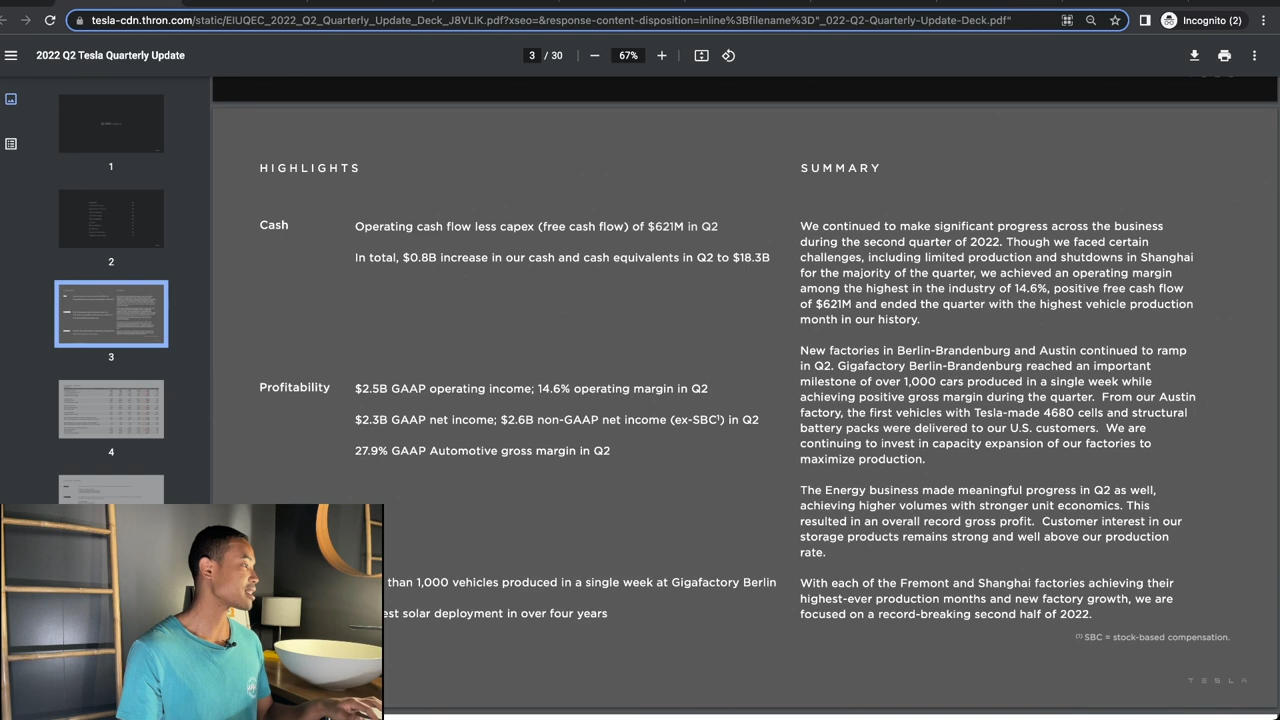 tesla-cdn.thron.com/static/EIUQEC_2022_Q2_Quarterly_Update_Deck_J8VLIK.pdf?xseo=&response-content-disposition=inline%3Bfilename%3D"_022-Q2-Quarterly-Update-Deck.pdf"
Incognito (2)
2022 Q2 Tesla Quarterly Update
3 / 30
67%
1
2
3
4
HIGHLIGHTS
Cash
Operating cash flow less capex (free cash flow) of $621M in Q2
In total, $0.8B increase in our cash and cash equivalents in Q2 to $18.3B
Profitability
$2.5B GAAP operating income; 14.6% operating margin in Q2
$2.3B GAAP net income; $2.6B non-GAAP net income (ex-SBC¹) in Q2
27.9% GAAP Automotive gross margin in Q2
than 1,000 vehicles produced in a single week at Gigafactory Berlin
est solar deployment in over four years
SUMMARY
We continued to make significant progress across the business
during the second quarter of 2022. Though we faced certain
challenges, including limited production and shutdowns in Shanghai
for the majority of the quarter, we achieved an operating margin
among the highest in the industry of 14.6%, positive free cash flow
of $621M and ended the quarter with the highest vehicle production
month in our history.
New factories in Berlin-Brandenburg and Austin continued to ramp
in Q2. Gigafactory Berlin-Brandenburg reached an important
milestone of over 1,000 cars produced in a single week while
achieving positive gross margin during the quarter. From our Austin
factory, the first vehicles with Tesla-made 4680 cells and structural
battery packs were delivered to our U.S. customers. We are
continuing to invest in capacity expansion of our factories to
maximize production.
The Energy business made meaningful progress in Q2 as well,
achieving higher volumes with stronger unit economics. This
resulted in an overall record gross profit. Customer interest in our
storage products remains strong and well above our production
rate.
With each of the Fremont and Shanghai factories achieving their
highest-ever production months and new factory growth, we are
focused on a record-breaking second half of 2022.
(1) SBC = stock-based compensation.
TESLA